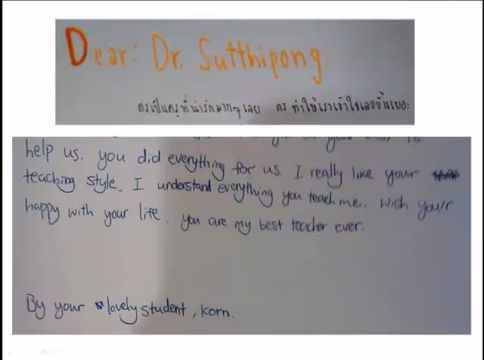 Dear: Dr. Sutthipong.
ดร เป็นครูที่น่ารักมากๆ เลย ดร ทำให้เราเข้าใจเลขขึ้นเยอะ
help us. you did everything for us. I really like your
teaching style. I understand everything you teach me. Wish you'r
happy with your life. you are my best teacher ever.
By your lovely student, korn.